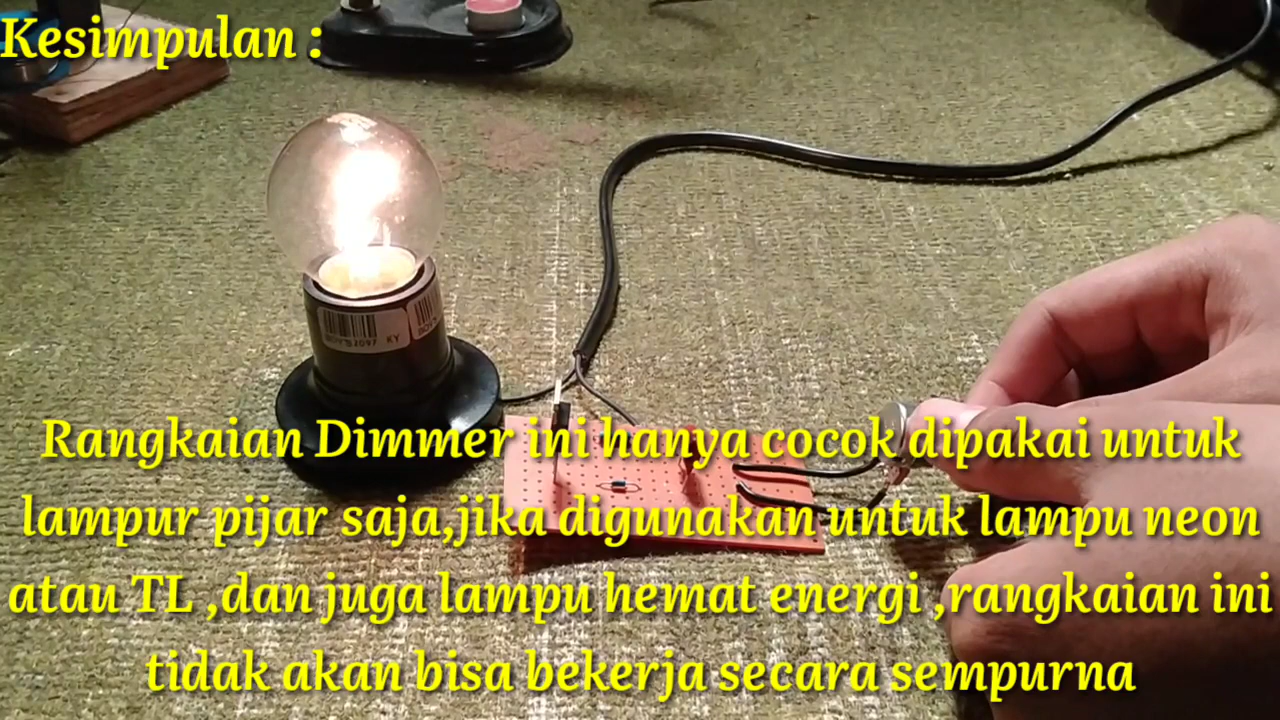 Kesimpulan :
KY
Rangkaian Dimmer ini hanya cocok dipakai untuk
lampur pijar saja,jika digunakan untuk lampu neon
atau TL ,dan juga lampu hemat energi ,rangkaian ini
tidak akan bisa bekerja secara sempurna